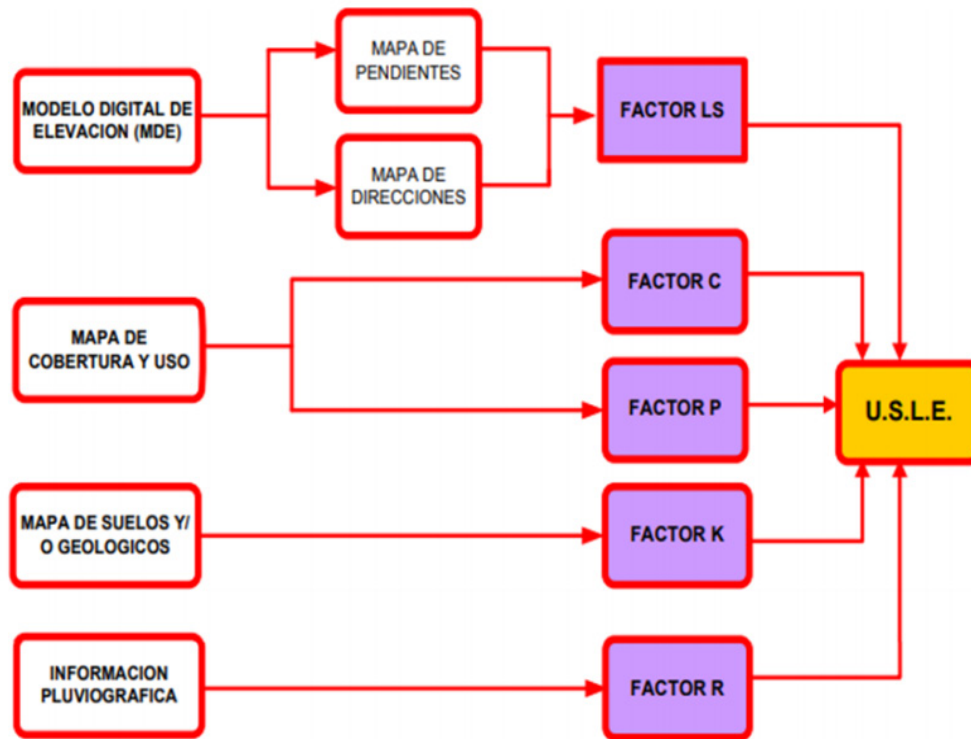 MAPA DE
PENDIENTES
MODELO DIGITAL DE
ELEVACION (MDE)
FACTOR LS
MAPA DE
DIRECCIONES
FACTOR C
MAPA DE
COBERTURA Y USO
FACTOR P
U.S.L.E.
MAPA DE SUELOS Y/
O GEOLOGICOS
FACTOR K
INFORMACION
PLUVIOGRAFICA
FACTOR R